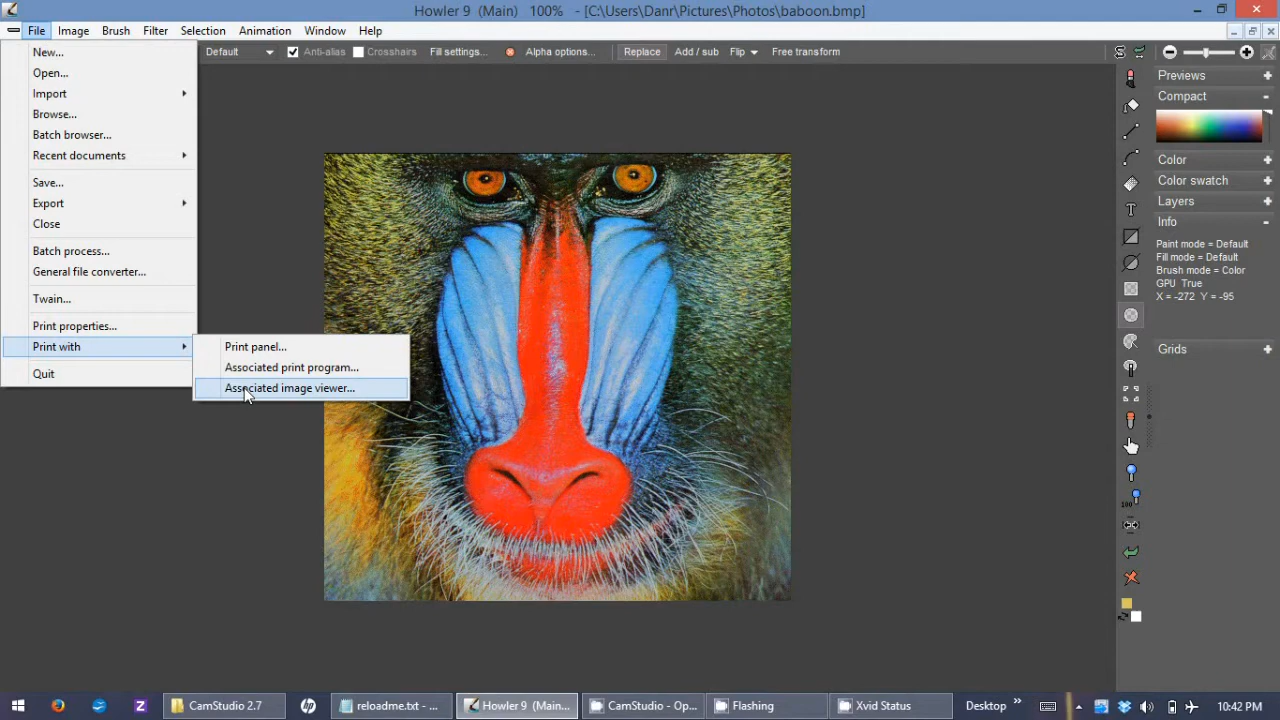 Howler 9 (Main) 100% - [C:\Users\Danr\Pictures\Photos\baboon.bmp]
File Image Brush Filter Selection Animation Window Help
Default Anti-alias Crosshairs Fill settings... Alpha options... Replace Add / sub Flip Free transform
New...
Open...
Import
Browse...
Batch browser...
Recent documents
Save...
Export
Close
Batch process...
General file converter...
Twain...
Print properties...
Print with
Quit
Print panel...
Associated print program...
Associated image viewer...
T
100
Previews +
Compact -
Color +
Color swatch +
Layers +
Info -
Paint mode = Default
Fill mode = Default
Brush mode = Color
GPU True
X = -272 Y = -95
Grids +
Z CamStudio 2.7 hp reloadme.txt - ... Howler 9 (Main... CamStudio - Op... Flashing Xvid Status Desktop » 10:42 PM